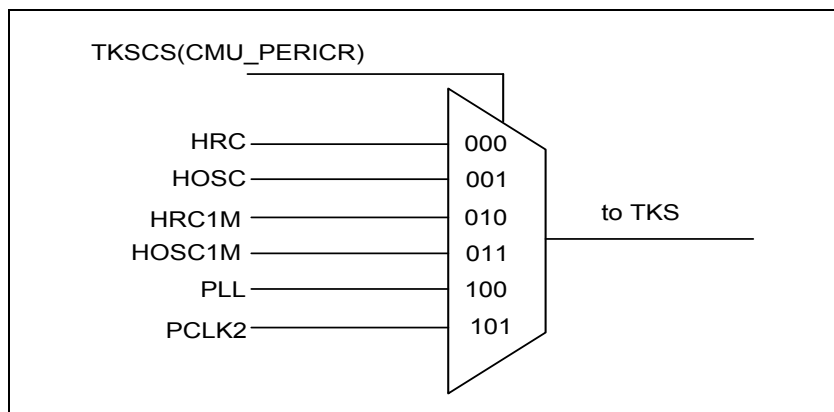 TKSCS(CMU_PERICR)
HRC 000
HOSC 001
HRC1M 010
to TKS
HOSC1M 011
PLL 100
PCLK2 101